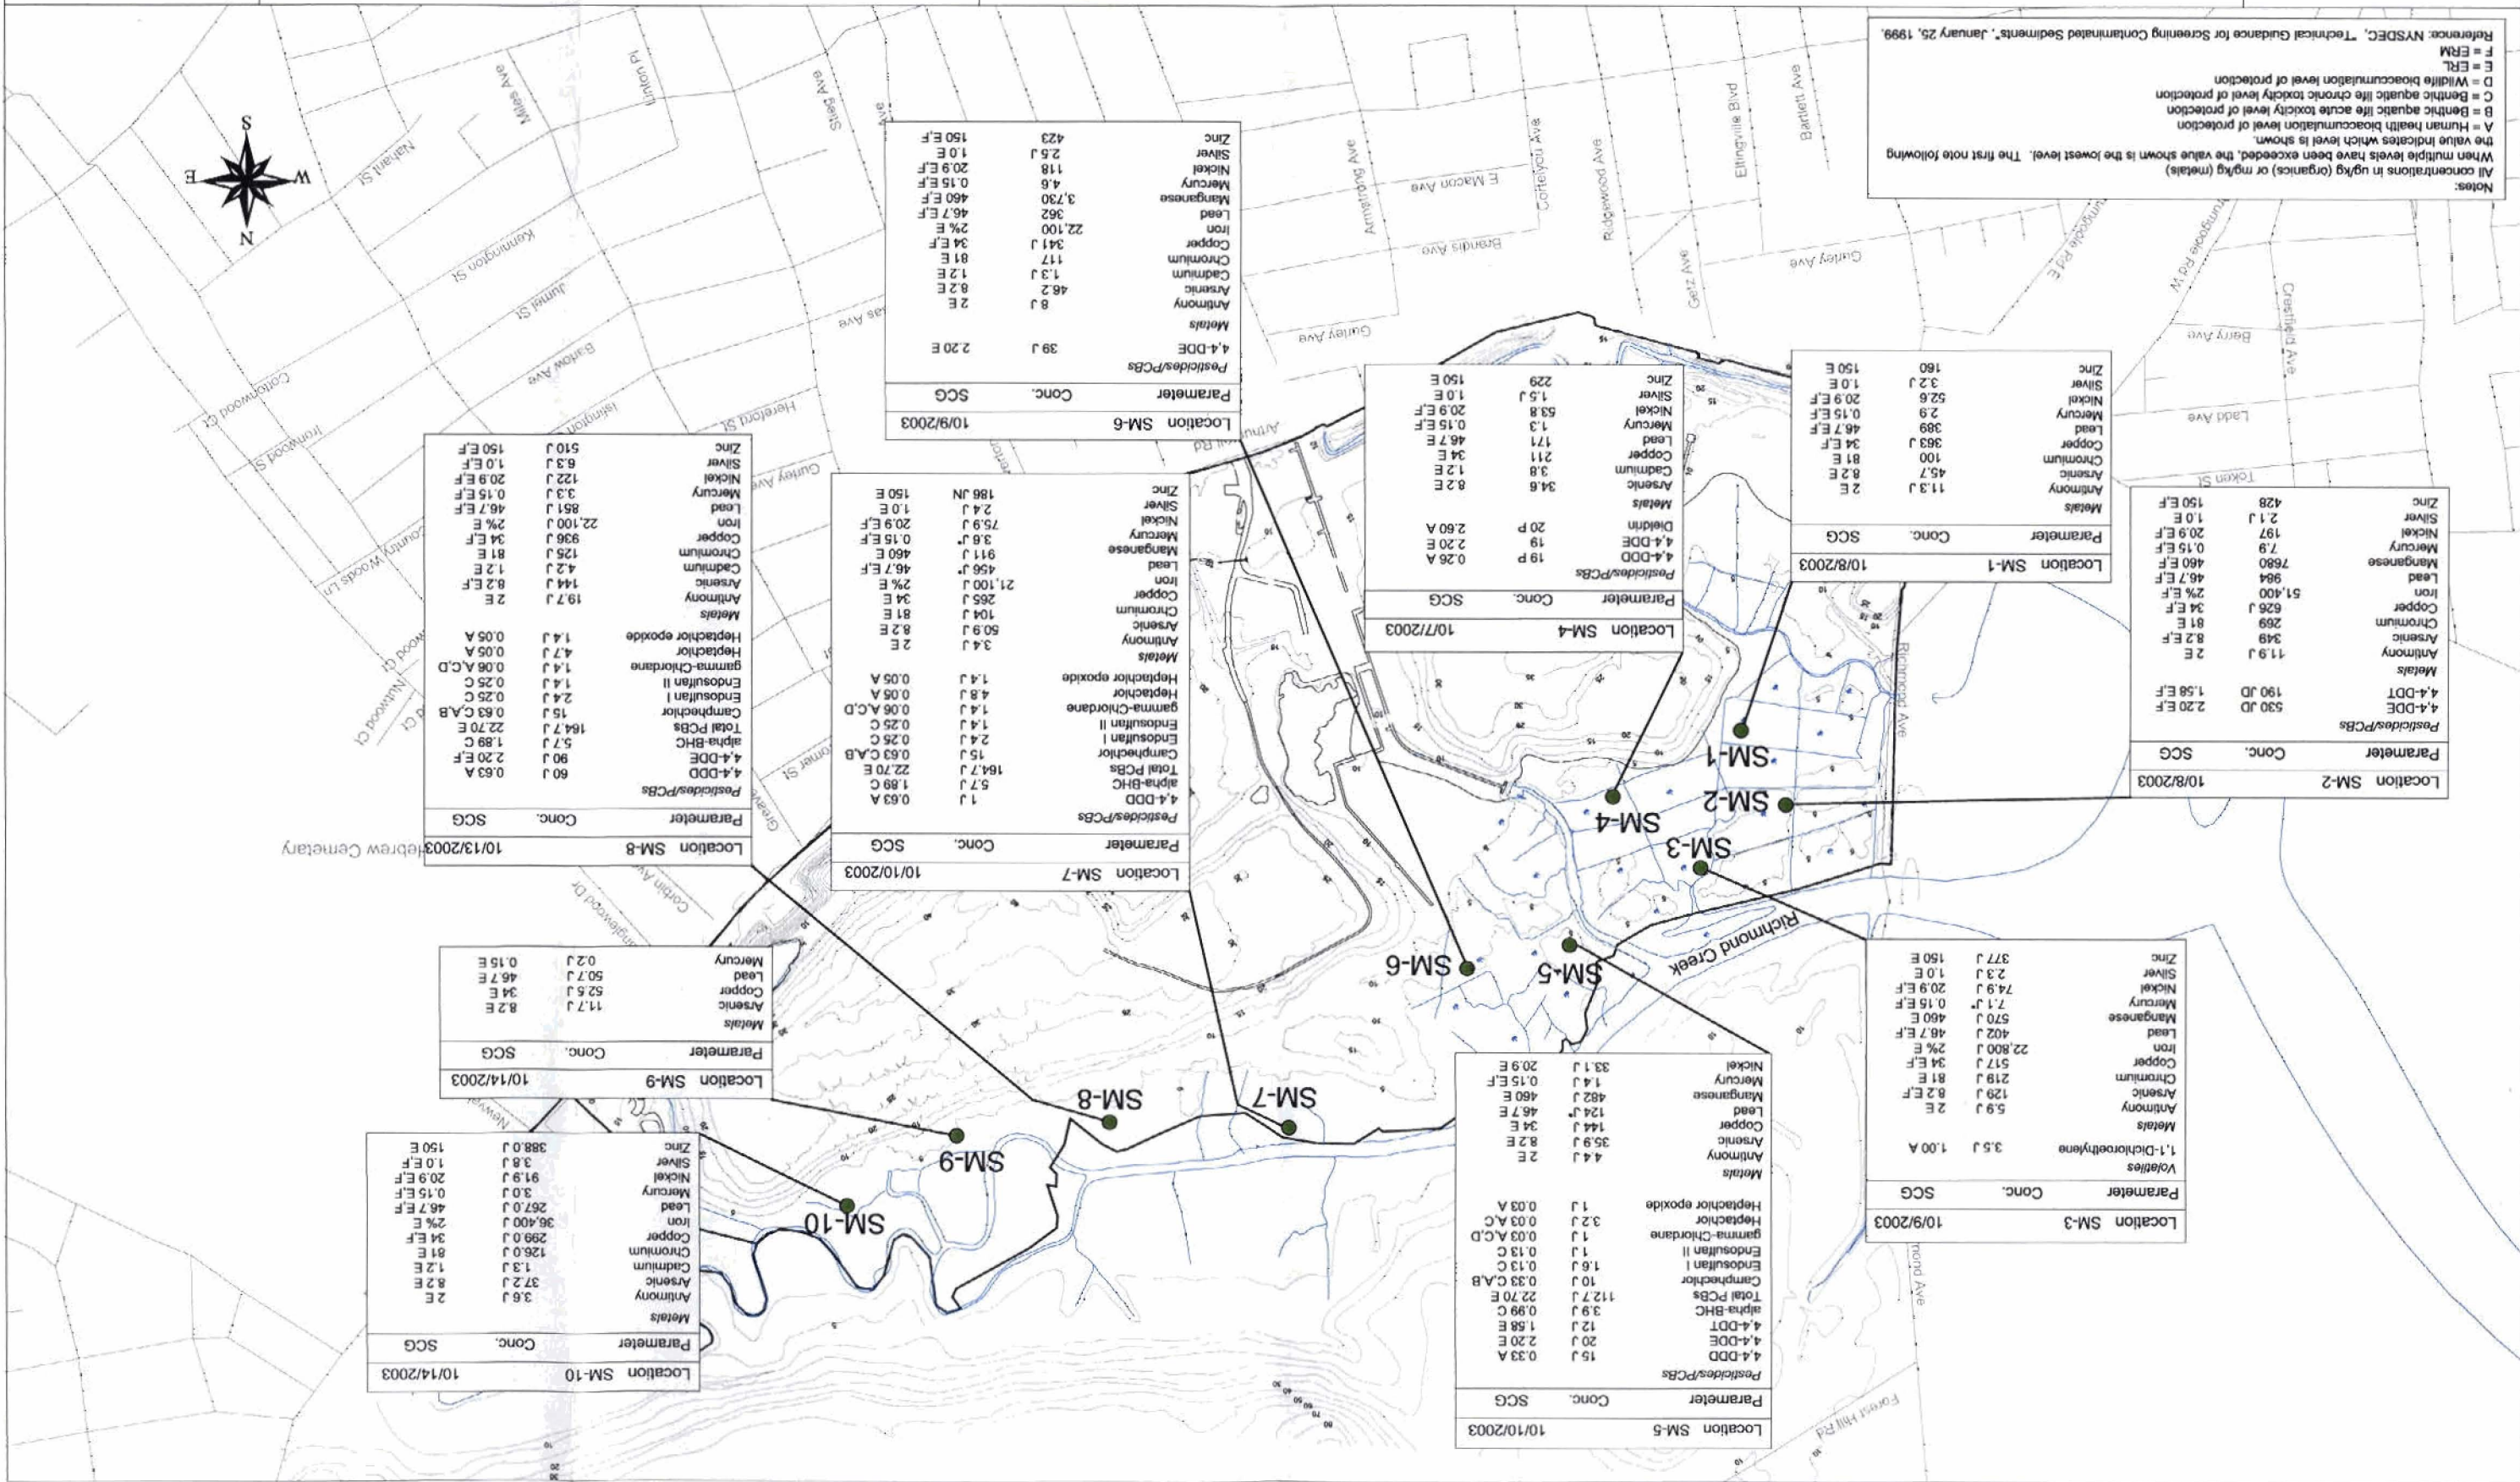 Forest Hill Rd
Location SM-5 10/10/2003
Parameter Conc. SCG
Pesticides/PCBs
4,4-DDD 15 J 0.33 A
4,4-DDE 20 J 2.20 E
4,4-DDT 12 J 1.58 E
alpha-BHC 3.9 J 0.99 C
Total PCBs 112.7 J 22.70 E
Camphechlor 10 J 0.33 C,A,B
Endosulfan I 1.6 J 0.13 C
Endosulfan II 1 J 0.13 C
gamma-Chlordane 1 J 0.03 A,C,D
Heptachlor 3.2 J 0.03 A,C
Heptachlor epoxide 1 J 0.03 A
Metals
Antimony 4.4 J 2 E
Arsenic 35.9 J 8.2 E
Copper 144 J 34 E
Lead 124 J* 46.7 E
Manganese 482 J 460 E
Mercury 1.4 J 0.15 E,F
Nickel 33.1 J 20.9 E
Location SM-10 10/14/2003
Parameter Conc. SCG
Metals
Antimony 3.6 J 2 E
Arsenic 37.2 J 8.2 E
Cadmium 1.3 J 1.2 E
Chromium 126.0 J 81 E
Copper 299.0 J 34 E,F
Iron 36,400 J 2% E
Lead 267.0 J 46.7 E,F
Mercury 3.0 J 0.15 E,F
Nickel 91.9 J 20.9 E,F
Silver 3.8 J 1.0 E,F
Zinc 388.0 J 150 E
Location SM-3 10/9/2003
Parameter Conc. SCG
Volatiles
1,1-Dichloroethylene 3.5 J 1.00 A
Metals
Antimony 5.9 J 2 E
Arsenic 129 J 8.2 E,F
Chromium 219 J 81 E
Copper 517 J 34 E,F
Iron 22,800 J 2% E
Lead 402 J 46.7 E,F
Manganese 570 J 460 E
Mercury 7.1 J* 0.15 E,F
Nickel 74.9 J 20.9 E,F
Silver 2.3 J 1.0 E
Zinc 377 J 150 E
SM-10
SM-9
SM-8
SM-7
Location SM-9 10/14/2003
Parameter Conc. SCG
Metals
Arsenic 11.7 J 8.2 E
Copper 52.5 J 34 E
Lead 50.7 J 46.7 E
Mercury 0.2 J 0.15 E
SM-5
SM-6
Richmond Creek
SM-3
SM-4
SM-2
SM-1
Richmond Ave
Location SM-7 10/10/2003
Parameter Conc. SCG
Pesticides/PCBs
4,4-DDD 1 J 0.63 A
alpha-BHC 5.7 J 1.89 C
Total PCBs 164.7 J 22.70 E
Camphechlor 15 J 0.63 C,A,B
Endosulfan I 2.4 J 0.25 C
Endosulfan II 1.4 J 0.25 C
gamma-Chlordane 1.4 J 0.06 A,C,D
Heptachlor 4.8 J 0.05 A
Heptachlor epoxide 1.4 J 0.05 A
Metals
Antimony 3.4 J 2 E
Arsenic 50.9 J 8.2 E
Chromium 104 J 81 E
Copper 265 J 34 E
Iron 21,100 J 2% E
Lead 456 J* 46.7 E,F
Manganese 911 J 460 E
Mercury 3.6 J* 0.15 E,F
Nickel 75.9 J 20.9 E,F
Silver 2.4 J 1.0 E
Zinc 186 JN 150 E
Corbin Av
Hebrew Cemetary
Location SM-8 10/13/2003
Parameter Conc. SCG
Pesticides/PCBs
4,4-DDD 60 J 0.63 A
4,4-DDE 90 J 2.20 E,F
alpha-BHC 5.7 J 1.89 C
Total PCBs 164.7 J 22.70 E
Camphechlor 15 J 0.63 C,A,B
Endosulfan I 2.4 J 0.25 C
Endosulfan II 1.4 J 0.25 C
gamma-Chlordane 1.4 J 0.06 A,C,D
Heptachlor 4.7 J 0.05 A
Heptachlor epoxide 1.4 J 0.05 A
Metals
Antimony 19.7 J 2 E
Arsenic 144 J 8.2 E,F
Cadmium 4.2 J 1.2 E
Chromium 125 J 81 E
Copper 936 J 34 E,F
Iron 22,100 J 2% E
Lead 851 J 46.7 E,F
Mercury 3.3 J 0.15 E,F
Nickel 122 J 20.9 E,F
Silver 6.3 J 1.0 E,F
Zinc 510 J 150 E,F
Location SM-2 10/8/2003
Parameter Conc. SCG
Pesticides/PCBs
4,4-DDE 530 JD 2.20 E,F
4,4-DDT 190 JD 1.58 E,F
Metals
Antimony 11.9 J 2 E
Arsenic 349 8.2 E,F
Chromium 269 81 E
Copper 626 J 34 E,F
Iron 51,400 2% E,F
Lead 984 46.7 E,F
Manganese 7680 460 E,F
Mercury 7.9 0.15 E,F
Nickel 197 20.9 E,F
Silver 2.1 J 1.0 E
Zinc 428 150 E,F
Location SM-4 10/7/2003
Parameter Conc. SCG
Pesticides/PCBs
4,4-DDD 19 P 0.26 A
4,4-DDE 19 2.20 E
Dieldrin 20 P 2.60 A
Metals
Arsenic 34.6 8.2 E
Cadmium 3.8 1.2 E
Copper 211 34 E
Lead 171 46.7 E
Mercury 1.3 0.15 E,F
Nickel 53.8 20.9 E,F
Silver 1.5 J 1.0 E
Zinc 229 150 E
Location SM-1 10/8/2003
Parameter Conc. SCG
Metals
Antimony 11.3 J 2 E
Arsenic 45.7 8.2 E
Chromium 100 81 E
Copper 363 J 34 E,F
Lead 389 46.7 E,F
Mercury 2.9 0.15 E,F
Nickel 52.6 20.9 E,F
Silver 3.2 J 1.0 E
Zinc 160 150 E
Nutwood Ct
Country Woods Ln
Ironwood St
Cottonwood Ct
Token St
Ladd Ave
Berry Ave
Crestfield Ave
Gurley Ave
Hereford St
Islington
Barlow Ave
Jumel St
Kennington St
Nahant St
Location SM-6 10/9/2003
Parameter Conc. SCG
Pesticides/PCBs
4,4-DDE 39 J 2.20 E
Metals
Antimony 8 J 2 E
Arsenic 46.2 8.2 E
Cadmium 1.3 J 1.2 E
Chromium 117 81 E
Copper 341 J 34 E,F
Iron 22,100 2% E
Lead 362 46.7 E,F
Manganese 3,730 460 E,F
Mercury 4.6 0.15 E,F
Nickel 118 20.9 E,F
Silver 2.5 J 1.0 E
Zinc 423 150 E,F
Gurley Ave
Getz Ave
Gurley Ave
Brandis Ave
E Macon Ave
Ridgewood Ave
Cortelyou Ave
Armstrong Ave
Eltingville Blvd
Bartlett Ave
Stieg Ave
Linton Pl
Miles Ave
N
W
E
S
Notes:
All concentrations in ug/kg (organics) or mg/kg (metals)
When multiple levels have been exceeded, the value shown is the lowest level. The first note following
the value indicates which level is shown.
A = Human health bioaccumulation level of protection
B = Benthic aquatic life acute toxicity level of protection
C = Benthic aquatic life chronic toxicity level of protection
D = Wildlife bioaccumulation level of protection
E = ERL
F = ERM
Reference: NYSDEC, "Technical Guidance for Screening Contaminated Sediments", January 25, 1999.